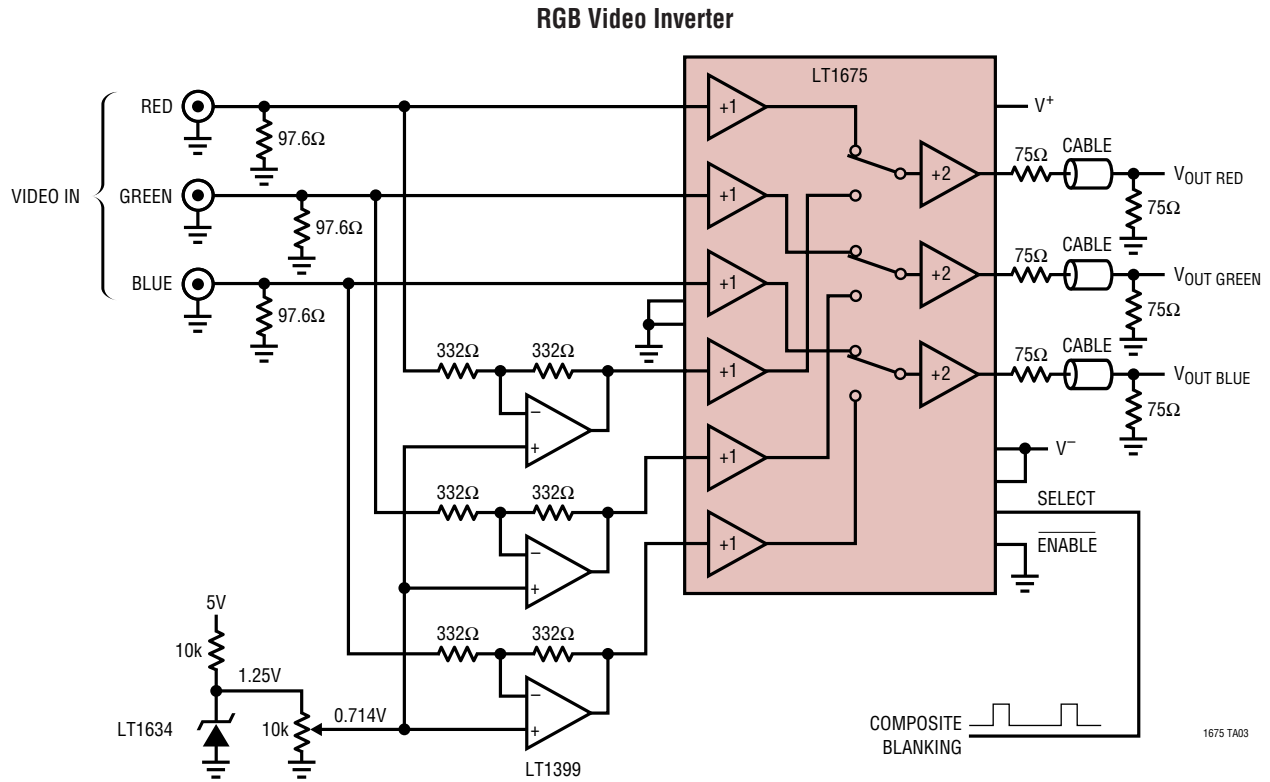 RGB Video Inverter
LT1675
RED
+1
V+
97.6Ω
75Ω
CABLE
+2
VOUT RED
75Ω
VIDEO IN
GREEN
+1
97.6Ω
CABLE
75Ω
+2
VOUT GREEN
75Ω
BLUE
+1
97.6Ω
CABLE
75Ω
+2
VOUT BLUE
75Ω
332Ω
332Ω
+1
−
+
V−
+1
SELECT
332Ω
332Ω
+1
ENABLE
−
+
5V
10k
332Ω
332Ω
1.25V
−
LT1634
10k
0.714V
+
COMPOSITE
BLANKING
LT1399
1675 TA03